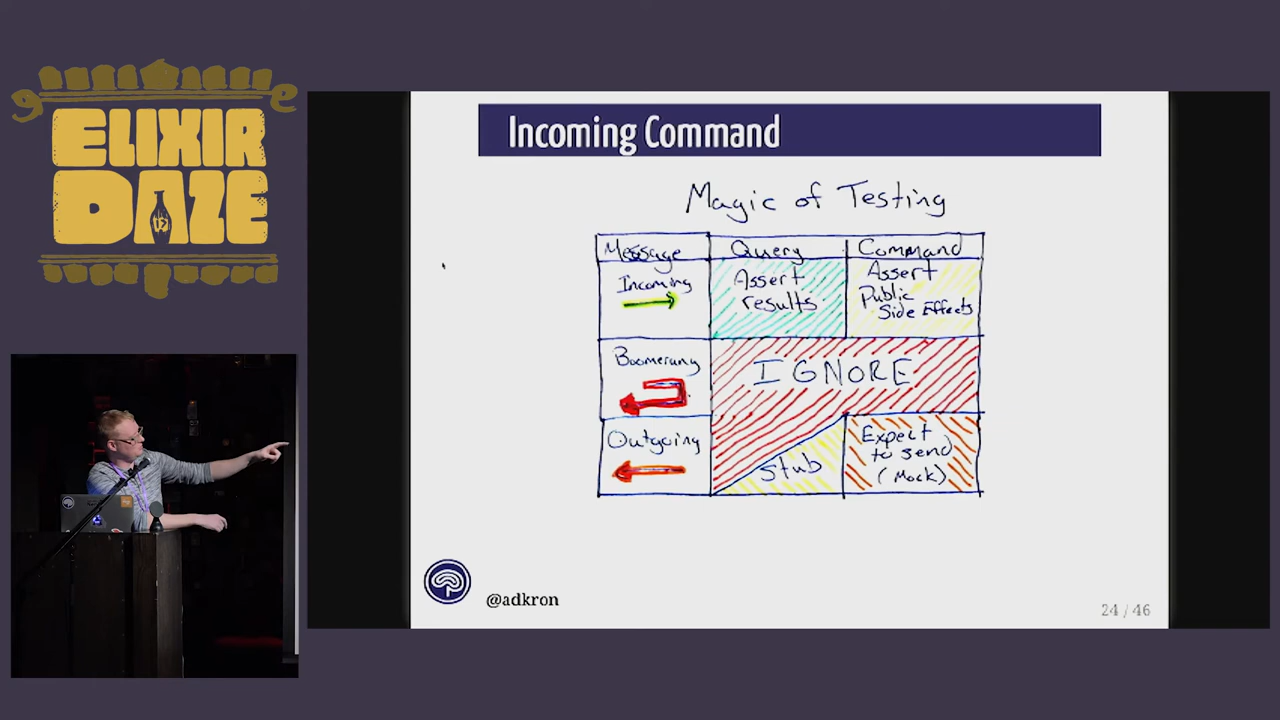 ELIXIR
DAZE
Incoming Command
Magic of Testing
Message Query Command
Incoming Assert results Assert Public Side Effects
Boomerang IGNORE
Outgoing Stub Expect to send (Mock)
@adkron
24 / 46